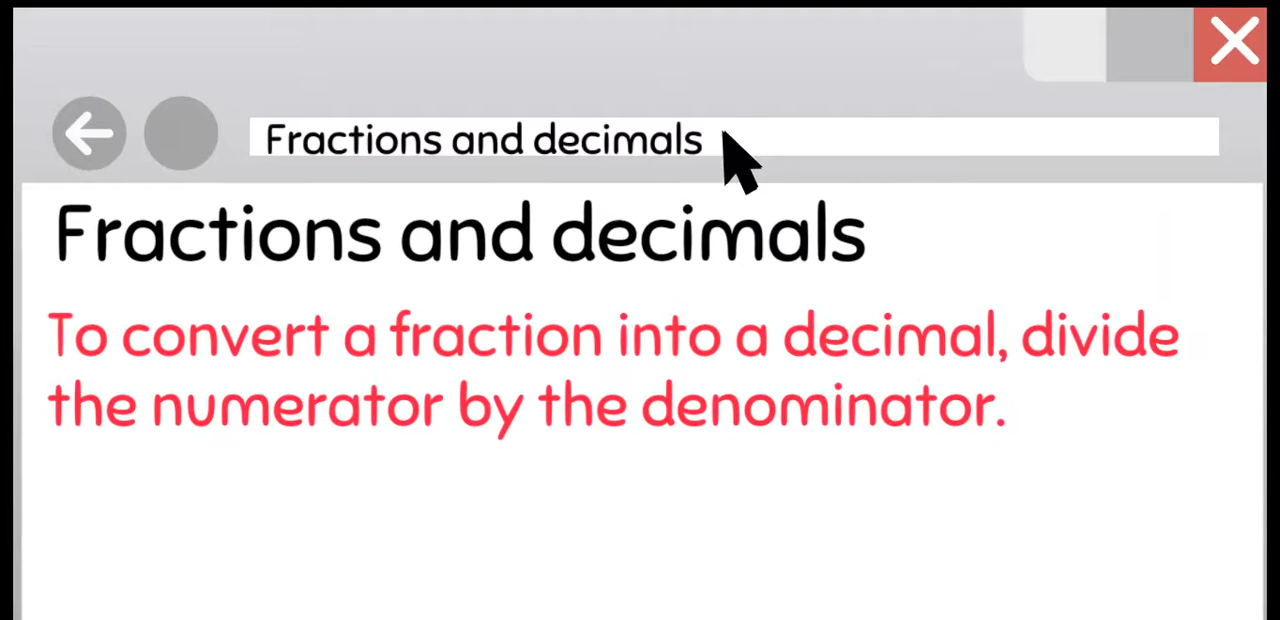 Fractions and decimals
Fractions and decimals
To convert a fraction into a decimal, divide
the numerator by the denominator.